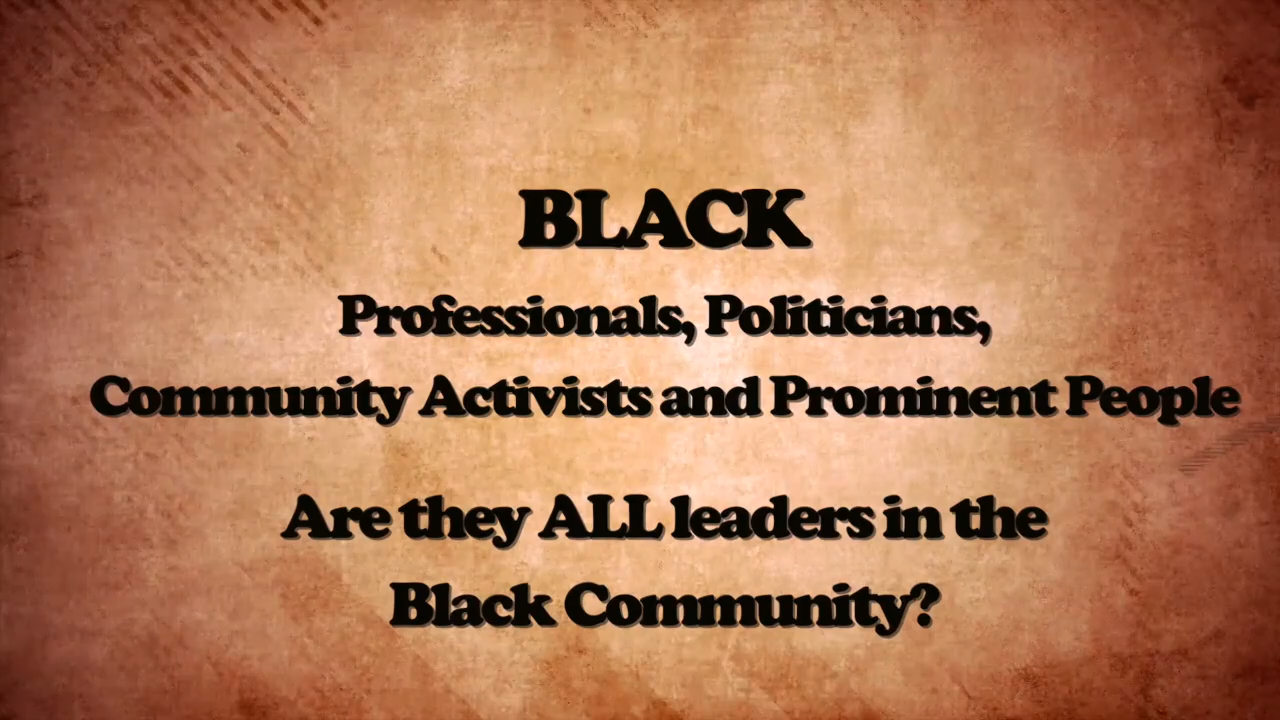 BLACK
Professionals, Politicians,
Community Activists and Prominent People
Are they ALL leaders in the
Black Community?